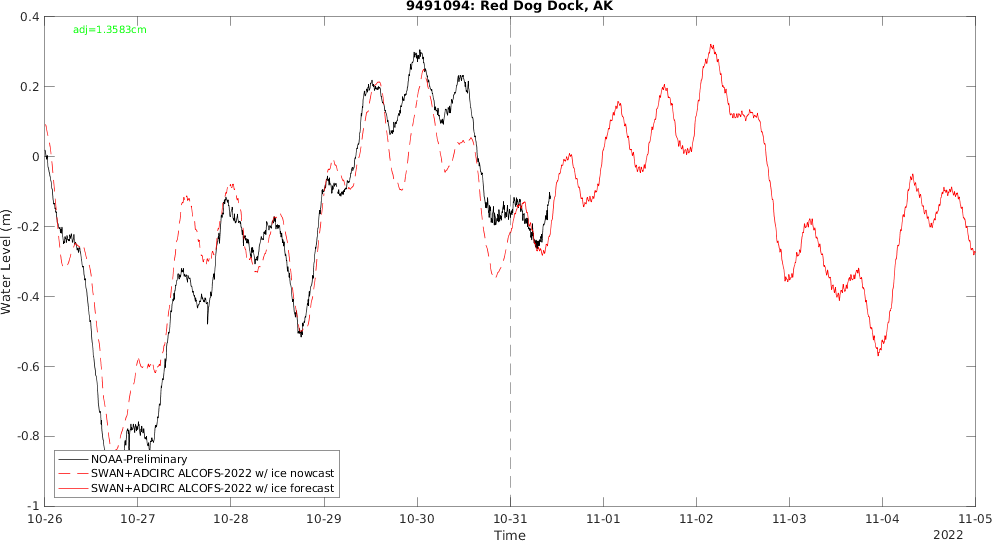 9491094: Red Dog Dock, AK
adj=1.3583cm
Water Level (m)
0.4
0.2
0
-0.2
-0.4
-0.6
-0.8
-1
NOAA-Preliminary
SWAN+ADCIRC ALCOFS-2022 w/ ice nowcast
SWAN+ADCIRC ALCOFS-2022 w/ ice forecast
10-26 10-27 10-28 10-29 10-30 10-31 11-01 11-02 11-03 11-04 11-05
Time
2022